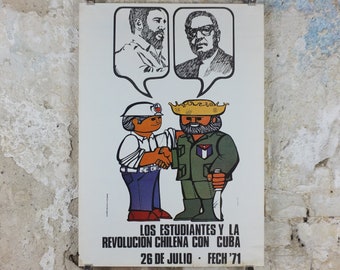 LOS ESTUDIANTES Y LA
REVOLUCION CHILENA CON CUBA
26 DE JULIO · FECH '71